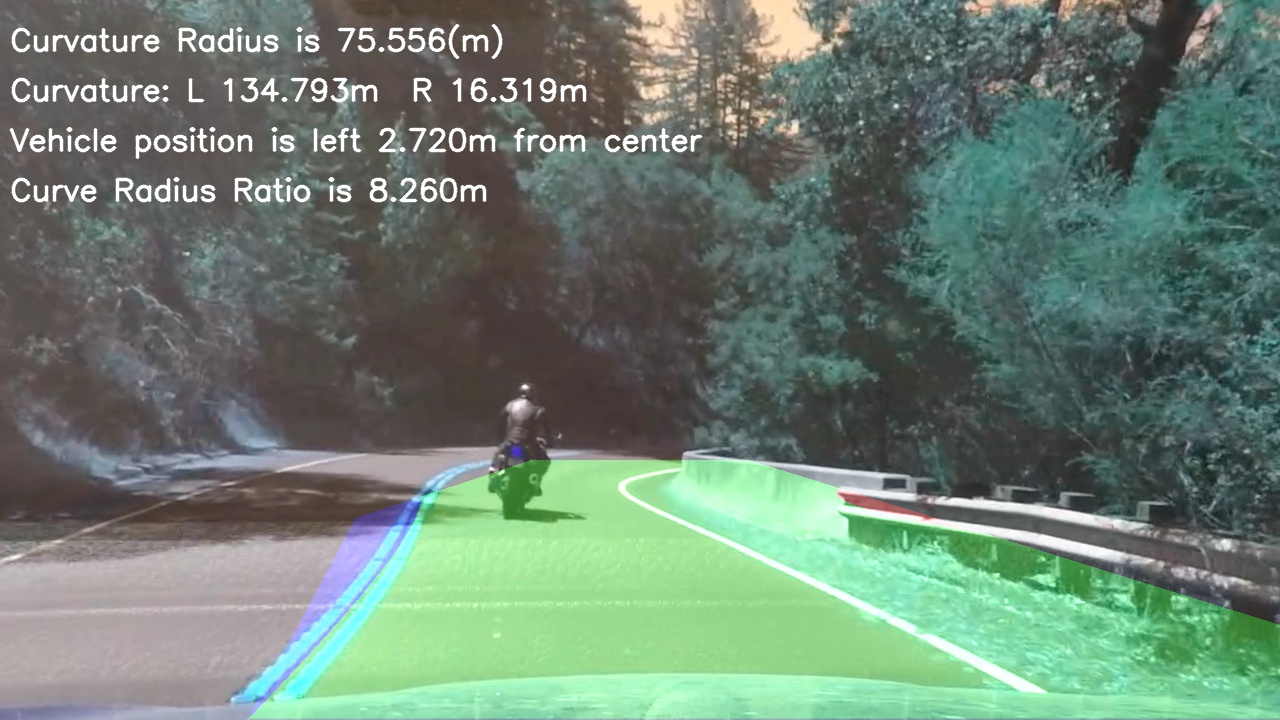 Curvature Radius is 75.556(m)
Curvature: L 134.793m R 16.319m
Vehicle position is left 2.720m from center
Curve Radius Ratio is 8.260m